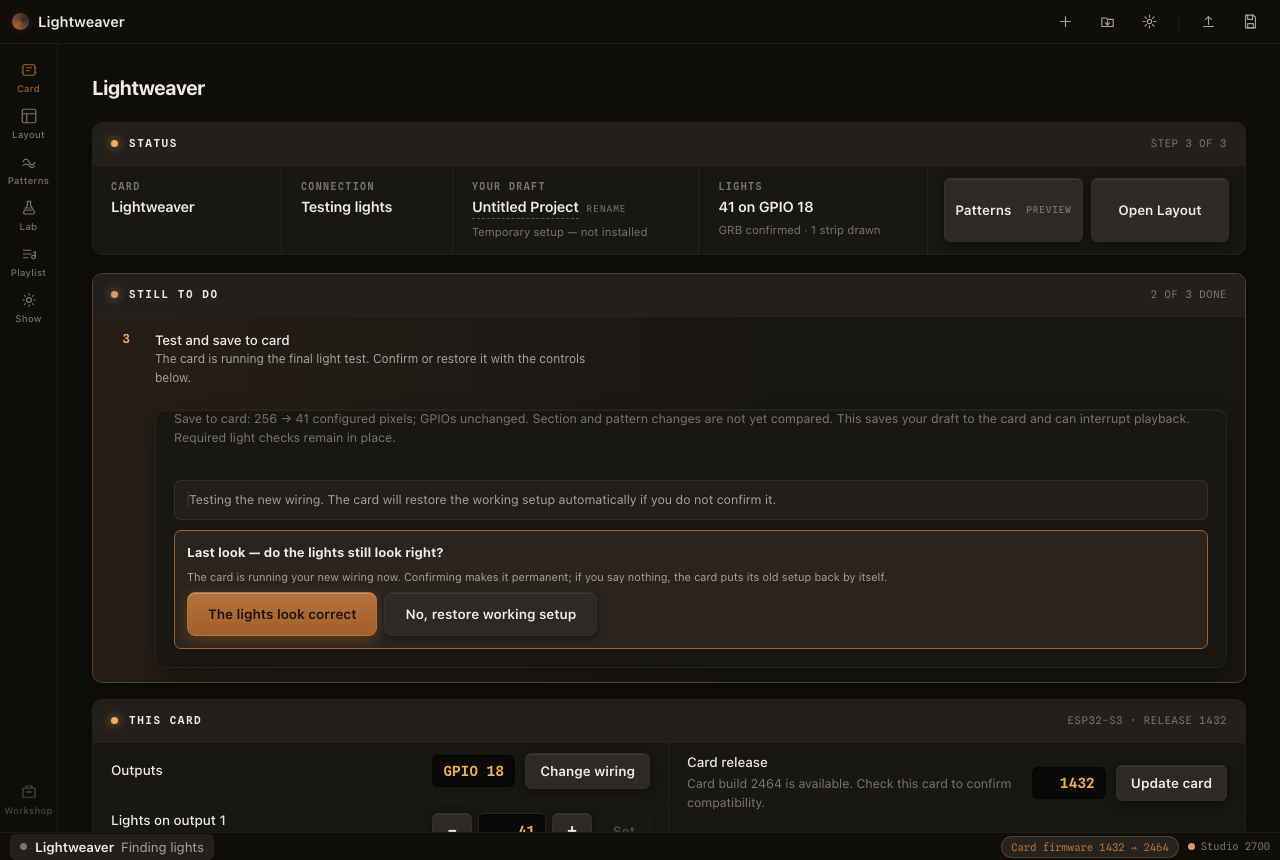 Lightweaver
Card
Layout
Patterns
Lab
Playlist
Show
Workshop
Lightweaver
STATUS
STEP 3 OF 3
CARD
Lightweaver
CONNECTION
Testing lights
YOUR DRAFT
Untitled Project RENAME
Temporary setup — not installed
LIGHTS
41 on GPIO 18
GRB confirmed · 1 strip drawn
Patterns PREVIEW
Open Layout
STILL TO DO
2 OF 3 DONE
3
Test and save to card
The card is running the final light test. Confirm or restore it with the controls
below.
Save to card: 256 → 41 configured pixels; GPIOs unchanged. Section and pattern changes are not yet compared. This saves your draft to the card and can interrupt playback.
Required light checks remain in place.
Testing the new wiring. The card will restore the working setup automatically if you do not confirm it.
Last look — do the lights still look right?
The card is running your new wiring now. Confirming makes it permanent; if you say nothing, the card puts its old setup back by itself.
The lights look correct
No, restore working setup
THIS CARD
ESP32-S3 · RELEASE 1432
Outputs
GPIO 18
Change wiring
Lights on output 1
−
41
+
Set
Card release
Card build 2464 is available. Check this card to confirm
compatibility.
1432
Update card
Lightweaver Finding lights
Card firmware 1432 → 2464
Studio 2700